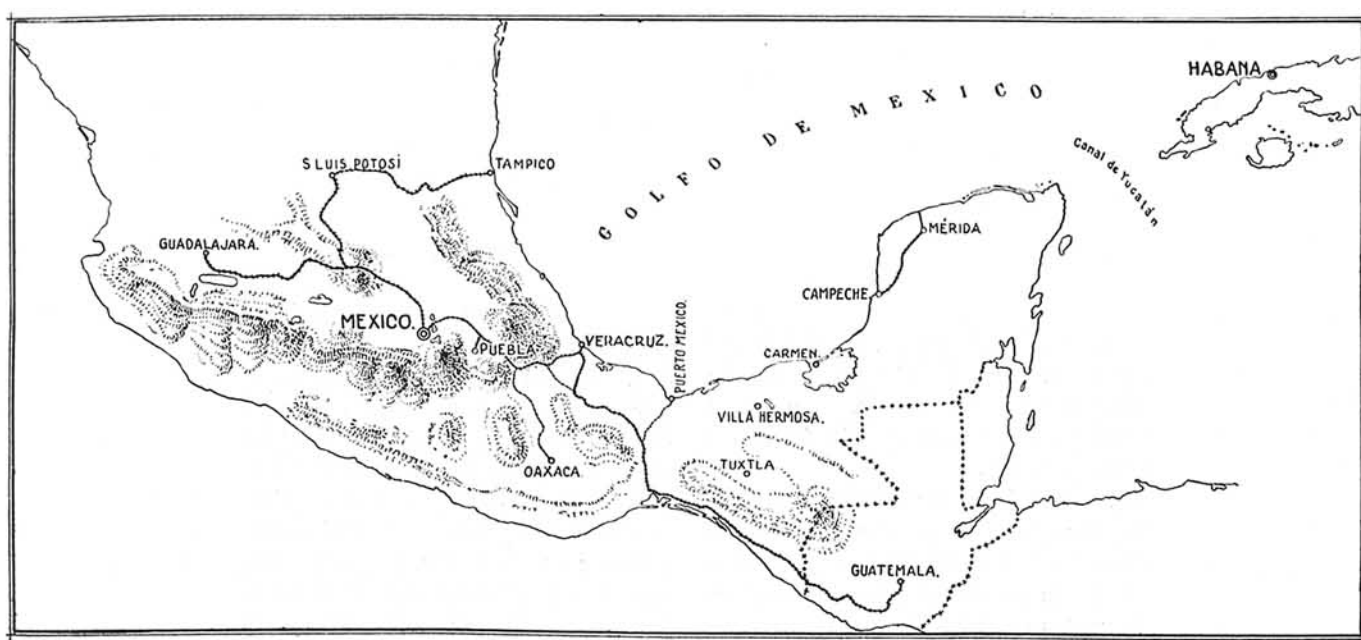 HABANA
GOLFO DE MEXICO
Canal de Yucatán
S LUIS POTOSÍ
TAMPICO
GUADALAJARA.
MÉRIDA
CAMPECHE
MEXICO.
PUEBLA
VERACRUZ.
PUERTO MEXICO.
CARMEN.
VILLA HERMOSA.
OAXACA
TUXTLA
GUATEMALA.